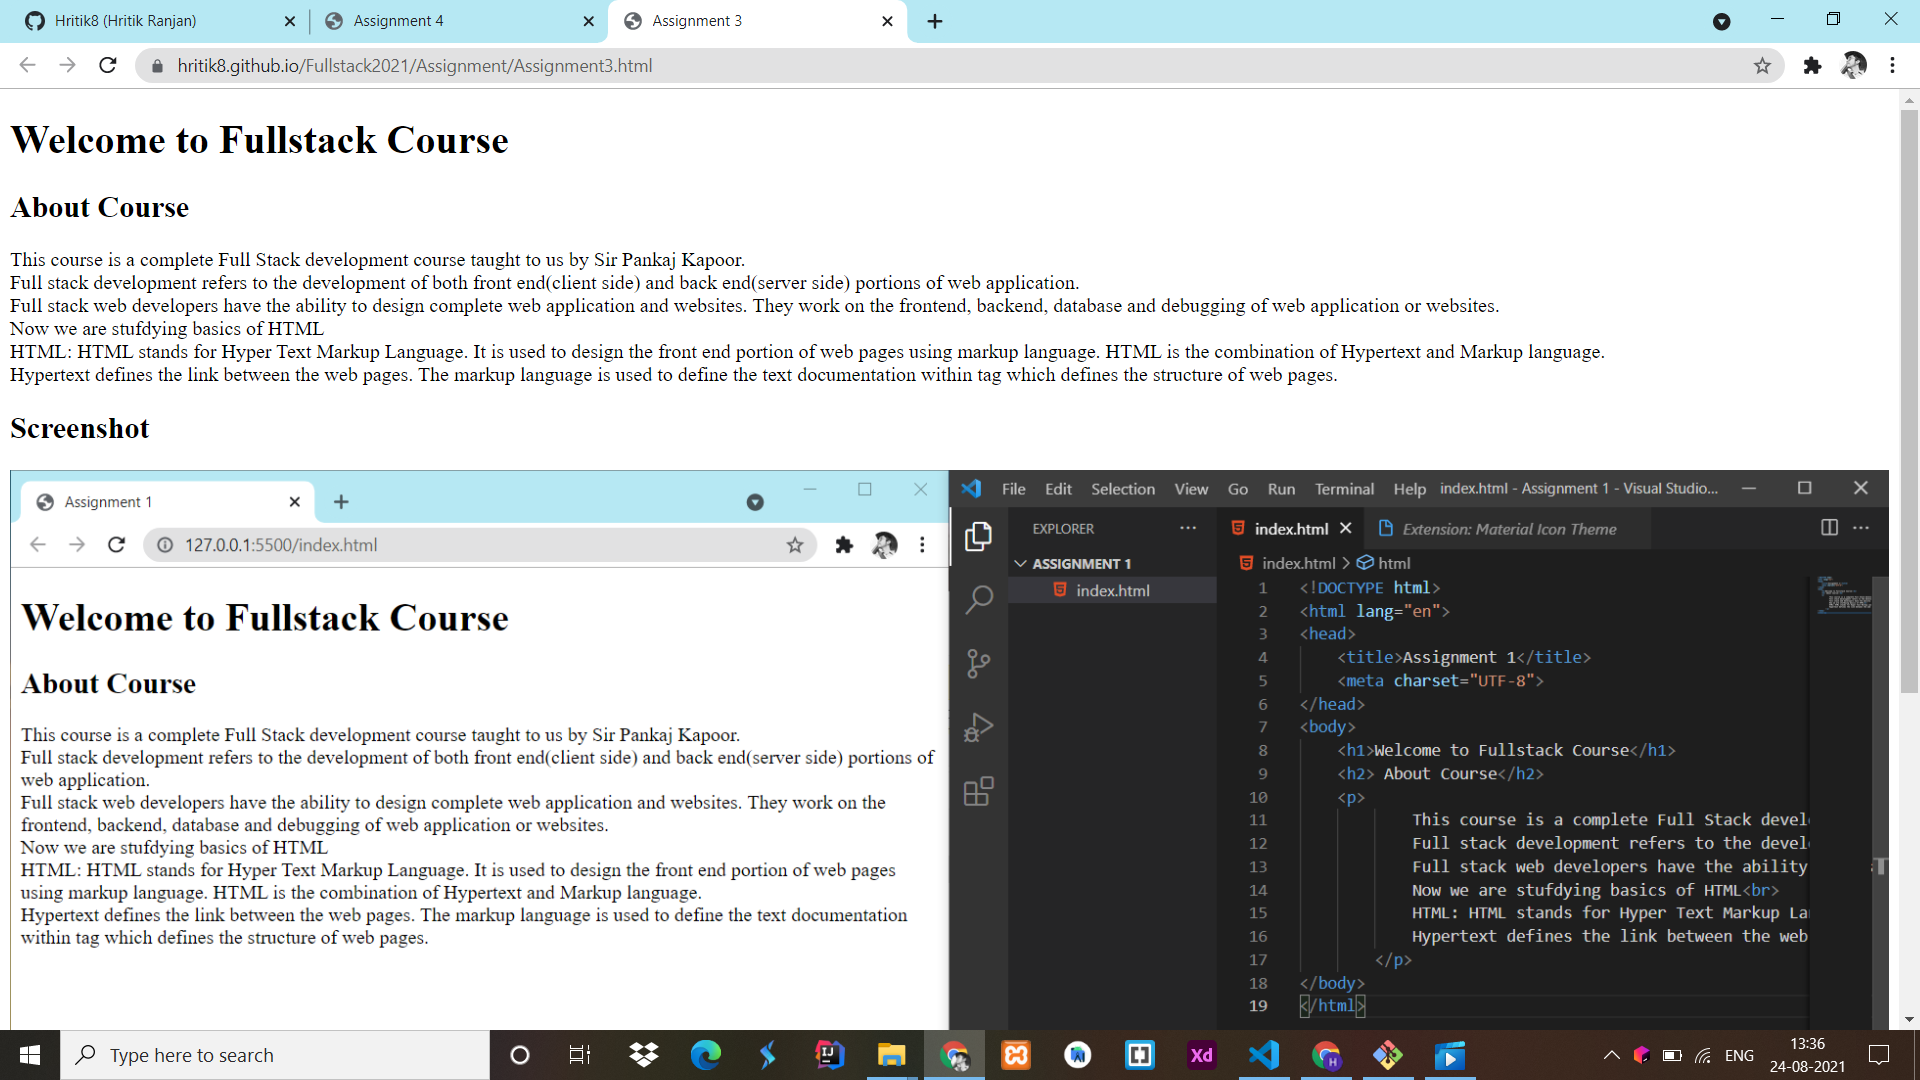 Hritik8 (Hritik Ranjan)
Assignment 4
Assignment 3
hritik8.github.io/Fullstack2021/Assignment/Assignment3.html
Welcome to Fullstack Course
About Course
This course is a complete Full Stack development course taught to us by Sir Pankaj Kapoor.
Full stack development refers to the development of both front end(client side) and back end(server side) portions of web application.
Full stack web developers have the ability to design complete web application and websites. They work on the frontend, backend, database and debugging of web application or websites.
Now we are stufdying basics of HTML
HTML: HTML stands for Hyper Text Markup Language. It is used to design the front end portion of web pages using markup language. HTML is the combination of Hypertext and Markup language.
Hypertext defines the link between the web pages. The markup language is used to define the text documentation within tag which defines the structure of web pages.
Screenshot
Assignment 1
127.0.0.1:5500/index.html
Welcome to Fullstack Course
About Course
This course is a complete Full Stack development course taught to us by Sir Pankaj Kapoor.
Full stack development refers to the development of both front end(client side) and back end(server side) portions of
web application.
Full stack web developers have the ability to design complete web application and websites. They work on the
frontend, backend, database and debugging of web application or websites.
Now we are stufdying basics of HTML
HTML: HTML stands for Hyper Text Markup Language. It is used to design the front end portion of web pages
using markup language. HTML is the combination of Hypertext and Markup language.
Hypertext defines the link between the web pages. The markup language is used to define the text documentation
within tag which defines the structure of web pages.
File Edit Selection View Go Run Terminal Help index.html - Assignment 1 - Visual Studio...
EXPLORER
ASSIGNMENT 1
index.html
index.html Extension: Material Icon Theme
index.html > html
1 <!DOCTYPE html>
2 <html lang="en">
3 <head>
4 <title>Assignment 1</title>
5 <meta charset="UTF-8">
6 </head>
7 <body>
8 <h1>Welcome to Fullstack Course</h1>
9 <h2> About Course</h2>
10 <p>
11 This course is a complete Full Stack devel
12 Full stack development refers to the devel
13 Full stack web developers have the ability
14 Now we are stufdying basics of HTML<br>
15 HTML: HTML stands for Hyper Text Markup La
16 Hypertext defines the link between the web
17 </p>
18 </body>
19 </html>
Type here to search
ENG
13:36
24-08-2021